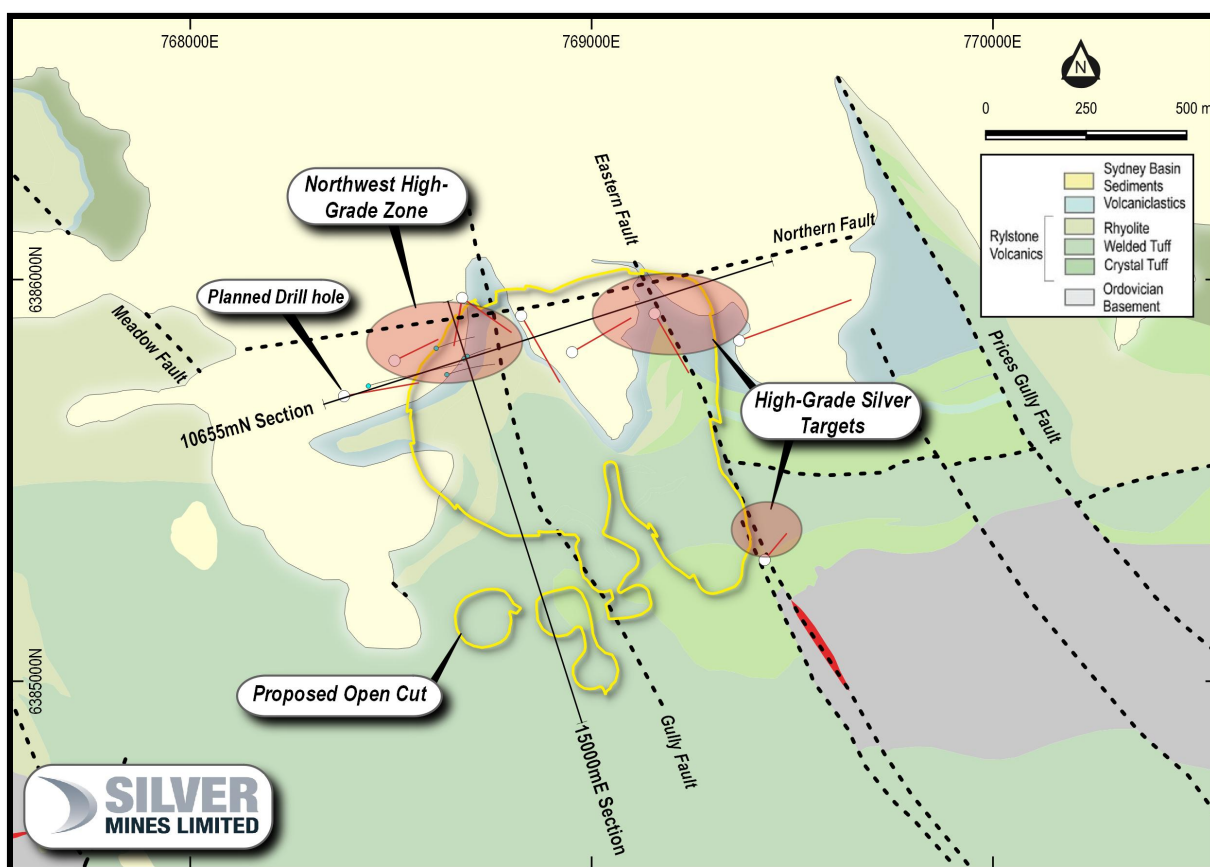 768000E
769000E
770000E
N
0
250
500 m
Sydney Basin
Sediments
Volcaniclastics
Rylstone
Volcanics
Rhyolite
Welded Tuff
Crystal Tuff
Ordovician
Basement
Northwest High-
Grade Zone
Eastern Fault
Northern Fault
6386000N
Planned Drill hole
Meadow Fault
Prices Gully Fault
10655mN Section
High-Grade Silver
Targets
6385000N
Proposed Open Cut
15000mE Section
Gully Fault
SILVER
MINES LIMITED